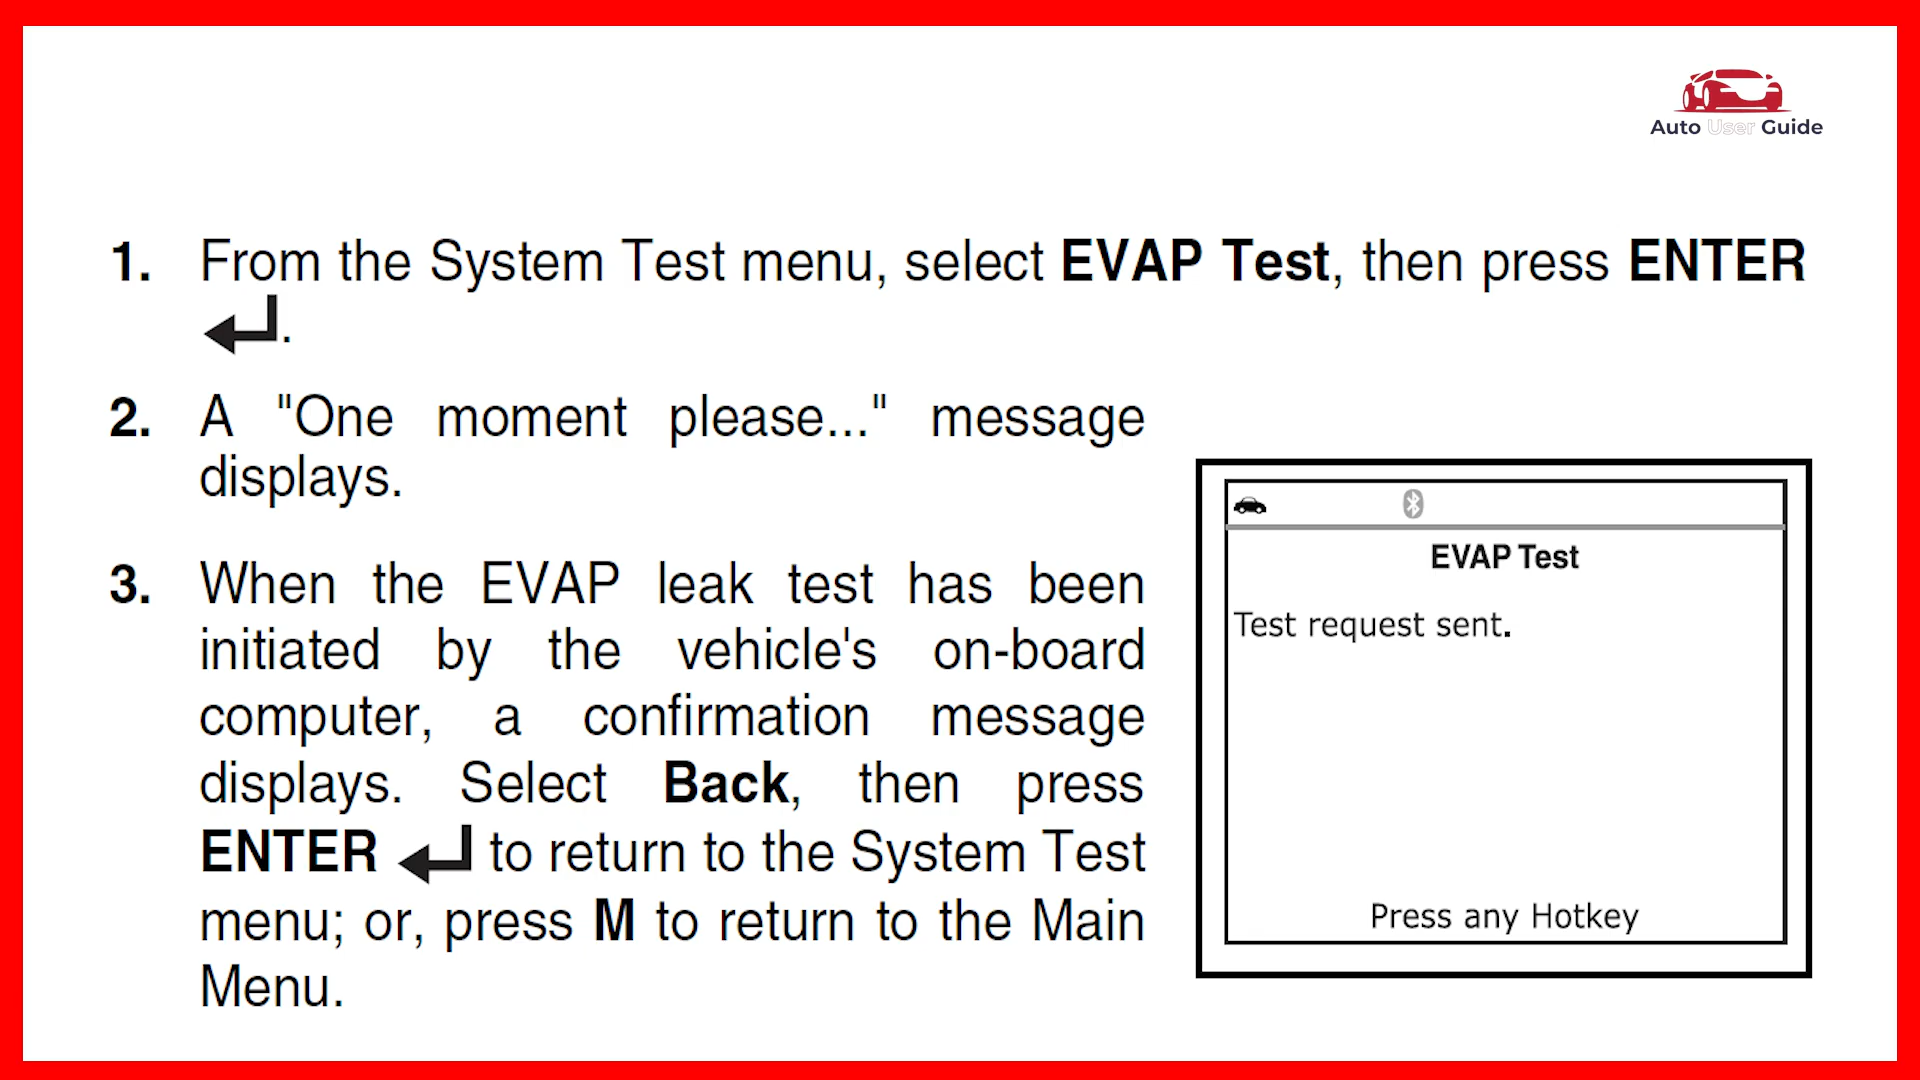 Auto User Guide
1. From the System Test menu, select EVAP Test, then press ENTER
.
2. A "One moment please..." message
displays.
3. When the EVAP leak test has been
initiated by the vehicle's on-board
computer, a confirmation message
displays. Select Back, then press
ENTER to return to the System Test
menu; or, press M to return to the Main
Menu.
EVAP Test
Test request sent.
Press any Hotkey